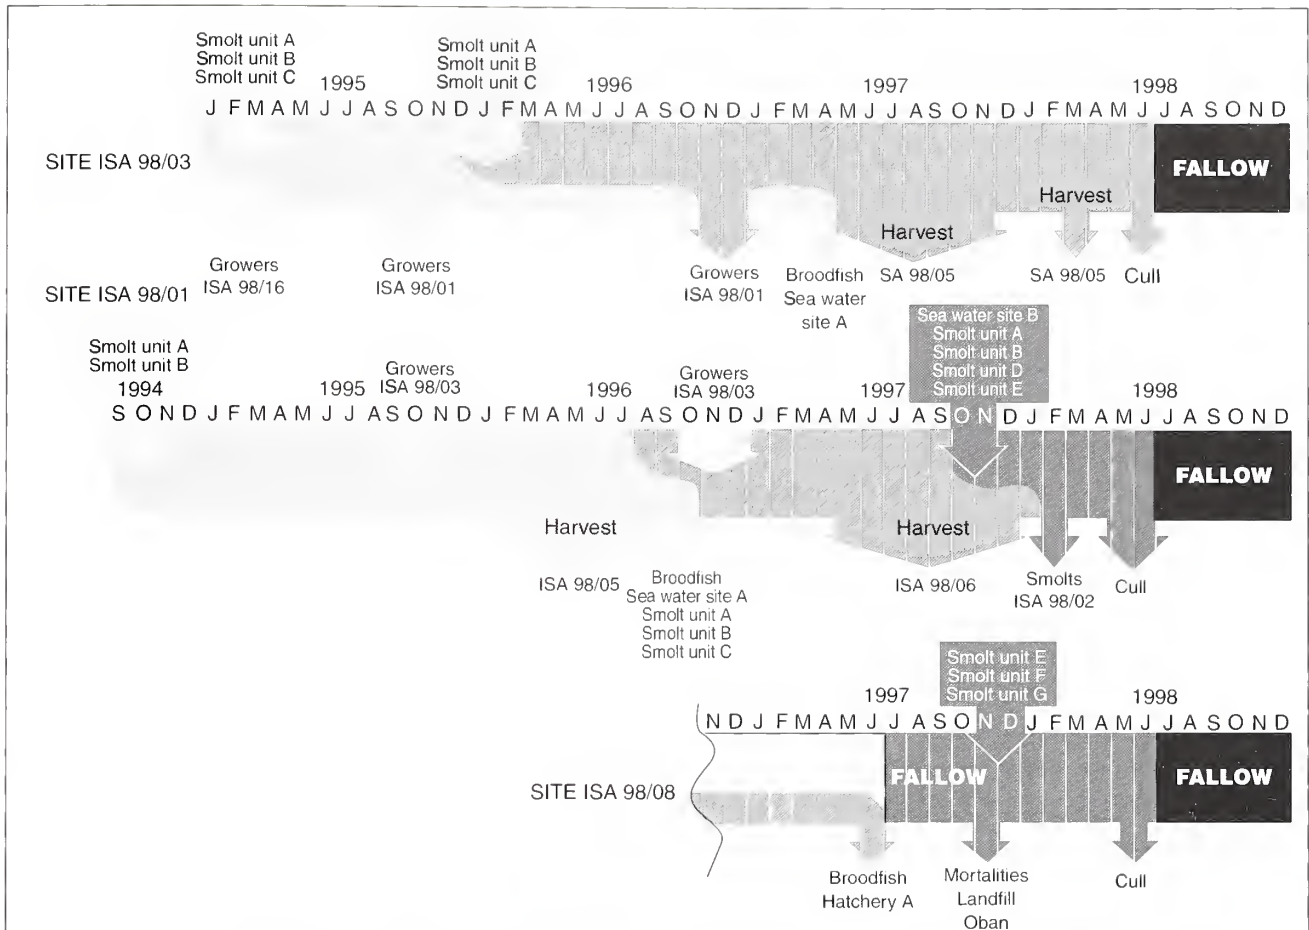 Smolt unit A
Smolt unit B
Smolt unit C
Smolt unit A
Smolt unit B
Smolt unit C
1995 1996 1997 1998
J F M A M J J A S O N D J F M A M J J A S O N D J F M A M J J A S O N D J F M A M J J A S O N D
SITE ISA 98/03
FALLOW
Harvest
Harvest
Growers
ISA 98/16
Growers
ISA 98/01
Growers
ISA 98/01
Broodfish
Sea water
site A
SA 98/05
SA 98/05
Cull
SITE ISA 98/01
Sea water site B
Smolt unit A
Smolt unit B
Smolt unit D
Smolt unit E
Smolt unit A
Smolt unit B
Growers
ISA 98/03
Growers
ISA 98/03
1994 1995 1996 1997 1998
S O N D J F M A M J J A S O N D J F M A M J J A S O N D J F M A M J J A S O N D J F M A M J J A S O N D
FALLOW
Harvest
Harvest
ISA 98/05
Broodfish
Sea water site A
Smolt unit A
Smolt unit B
Smolt unit C
ISA 98/06
Smolts
ISA 98/02
Cull
Smolt unit E
Smolt unit F
Smolt unit G
1997 1998
N D J F M A M J J A S O N D J F M A M J J A S O N D
SITE ISA 98/08
FALLOW
FALLOW
Broodfish
Hatchery A
Mortalities
Landfill
Oban
Cull